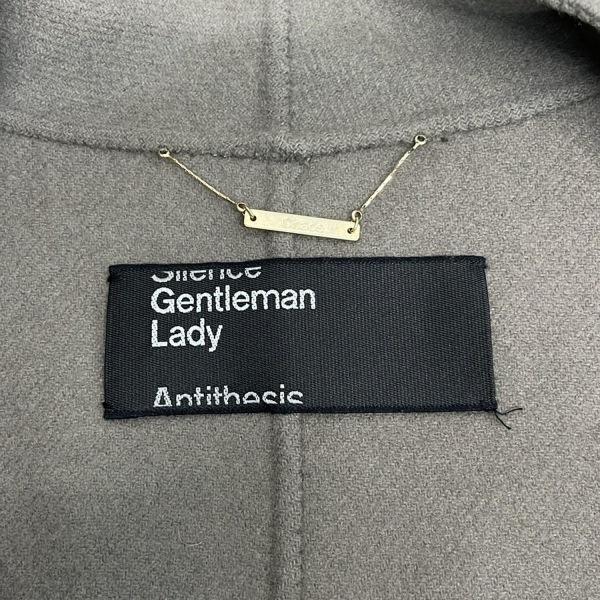 Silence
Gentleman
Lady
Antithesis